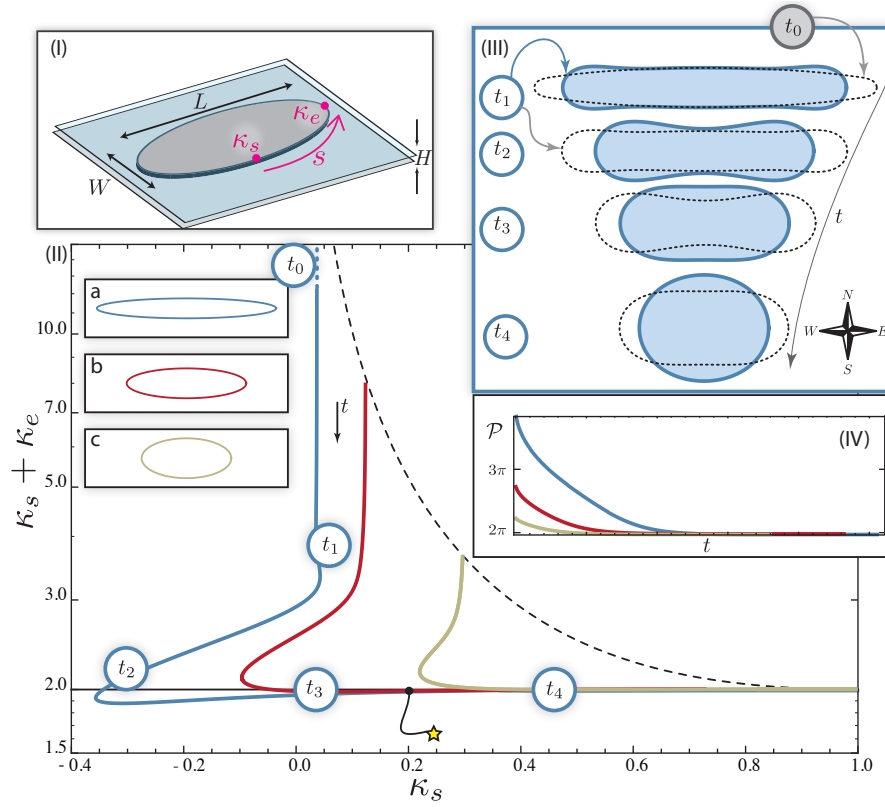 (I)
L
κₑ
κₛ
s
W
H
(III)
t₀
t₁
t₂
t₃
t₄
t
N
W
E
S
(II)
t₀
a
b
c
t
t₁
t₂
t₃
t₄
10.0
7.0
5.0
3.0
2.0
1.5
κₛ + κₑ
- 0.4
- 0.2
0.0
0.2
0.4
0.6
0.8
1.0
κₛ
(IV)
𝒫
3π
2π
t